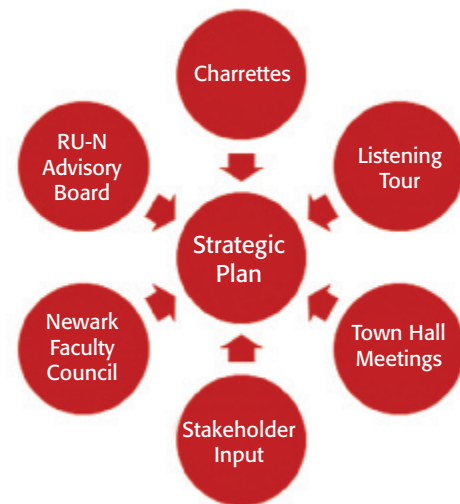 Charrettes
RU-N
Advisory
Board
Listening
Tour
Strategic
Plan
Newark
Faculty
Council
Town Hall
Meetings
Stakeholder
Input